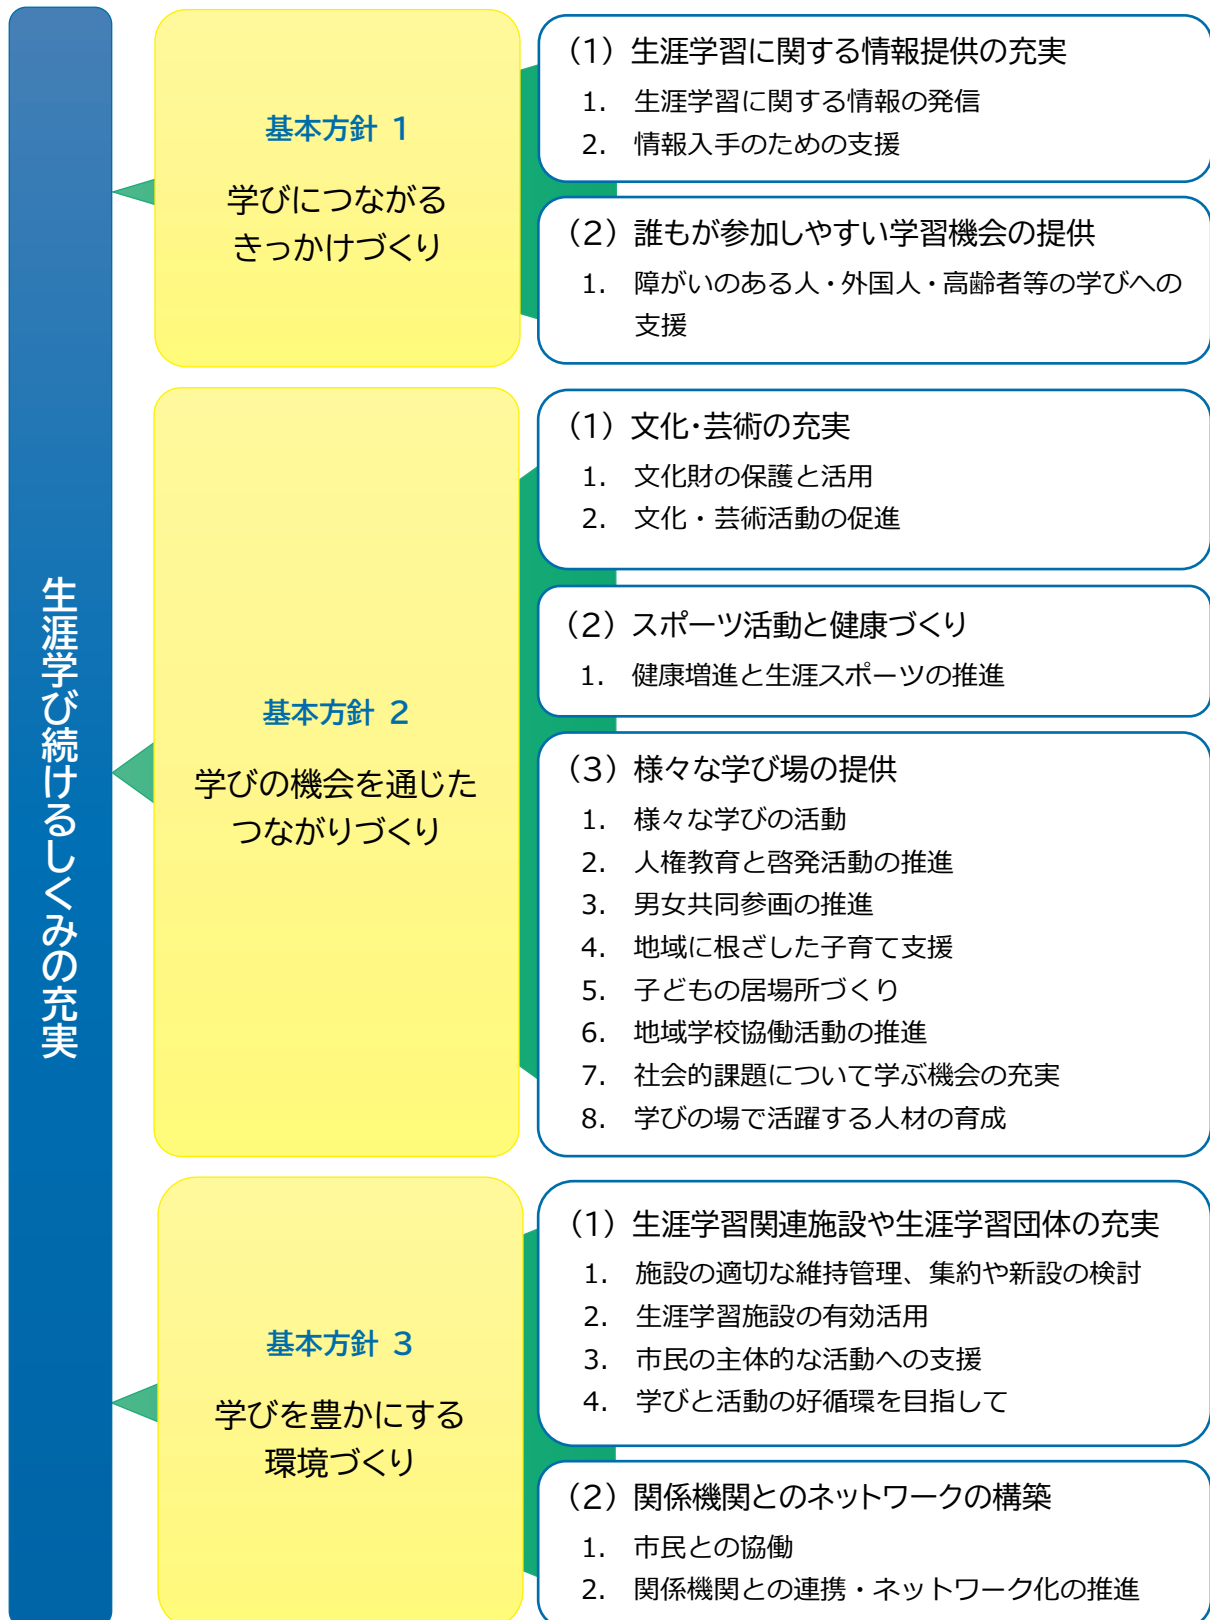 生涯学び続けるしくみの充実
基本方針 1
学びにつながる
きっかけづくり
(1) 生涯学習に関する情報提供の充実
1. 生涯学習に関する情報の発信
2. 情報入手のための支援
(2) 誰もが参加しやすい学習機会の提供
1. 障がいのある人・外国人・高齢者等の学びへの
支援
基本方針 2
学びの機会を通じた
つながりづくり
(1) 文化・芸術の充実
1. 文化財の保護と活用
2. 文化・芸術活動の促進
(2) スポーツ活動と健康づくり
1. 健康増進と生涯スポーツの推進
(3) 様々な学び場の提供
1. 様々な学びの活動
2. 人権教育と啓発活動の推進
3. 男女共同参画の推進
4. 地域に根ざした子育て支援
5. 子どもの居場所づくり
6. 地域学校協働活動の推進
7. 社会的課題について学ぶ機会の充実
8. 学びの場で活躍する人材の育成
基本方針 3
学びを豊かにする
環境づくり
(1) 生涯学習関連施設や生涯学習団体の充実
1. 施設の適切な維持管理、集約や新設の検討
2. 生涯学習施設の有効活用
3. 市民の主体的な活動への支援
4. 学びと活動の好循環を目指して
(2) 関係機関とのネットワークの構築
1. 市民との協働
2. 関係機関との連携・ネットワーク化の推進